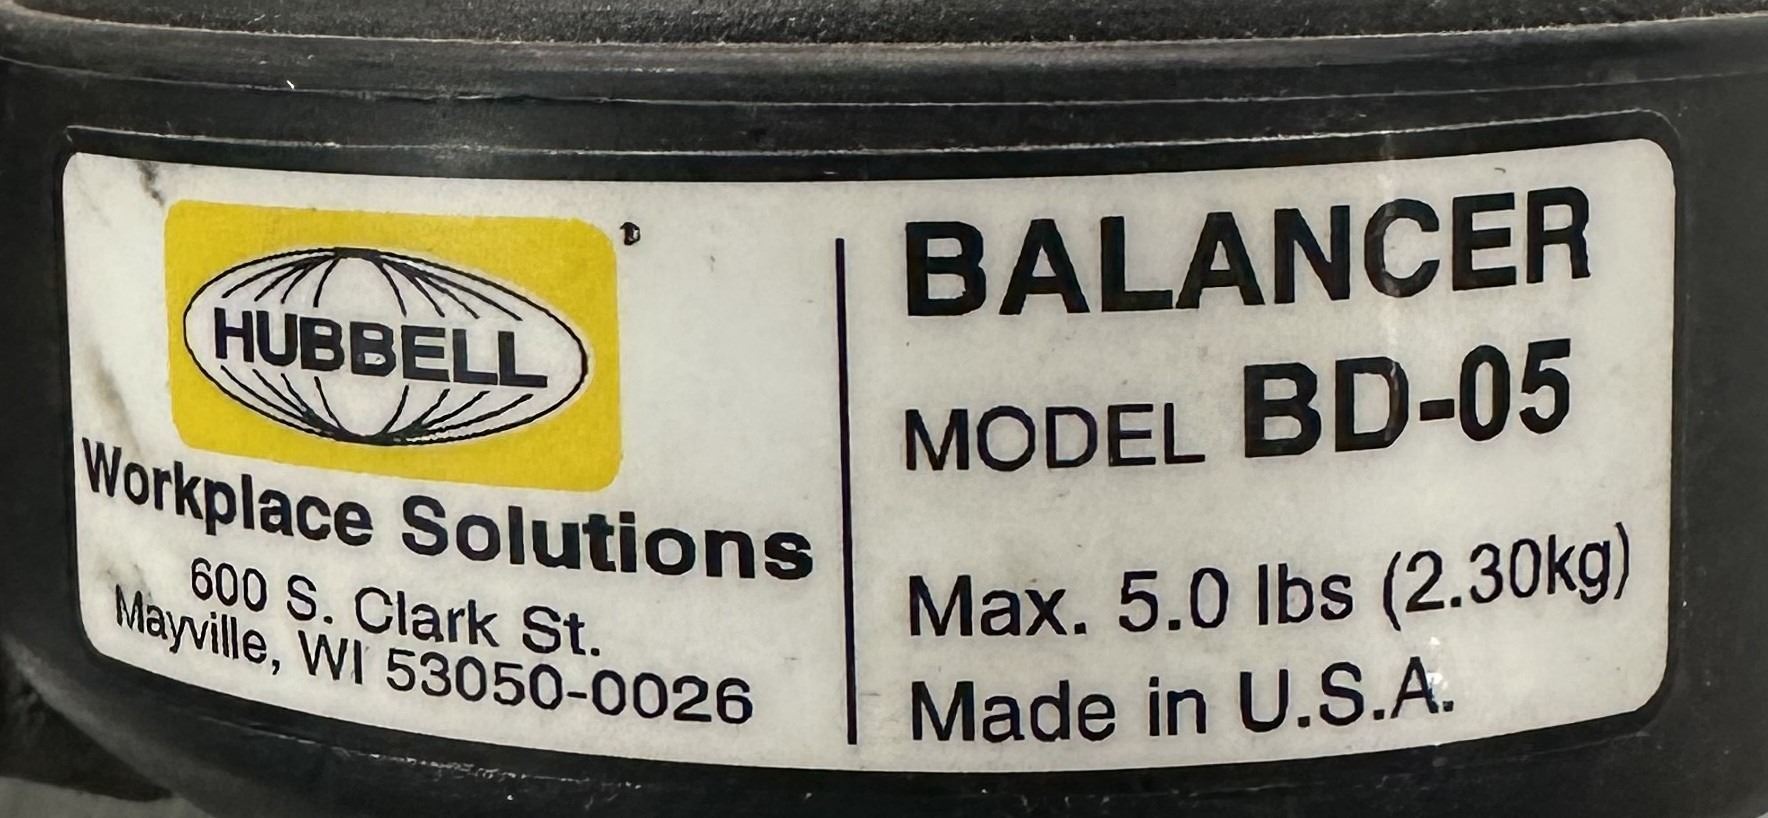 HUBBELL
Workplace Solutions
600 S. Clark St.
Mayville, WI 53050-0026
BALANCER
MODEL BD-05
Max. 5.0 lbs (2.30kg)
Made in U.S.A.